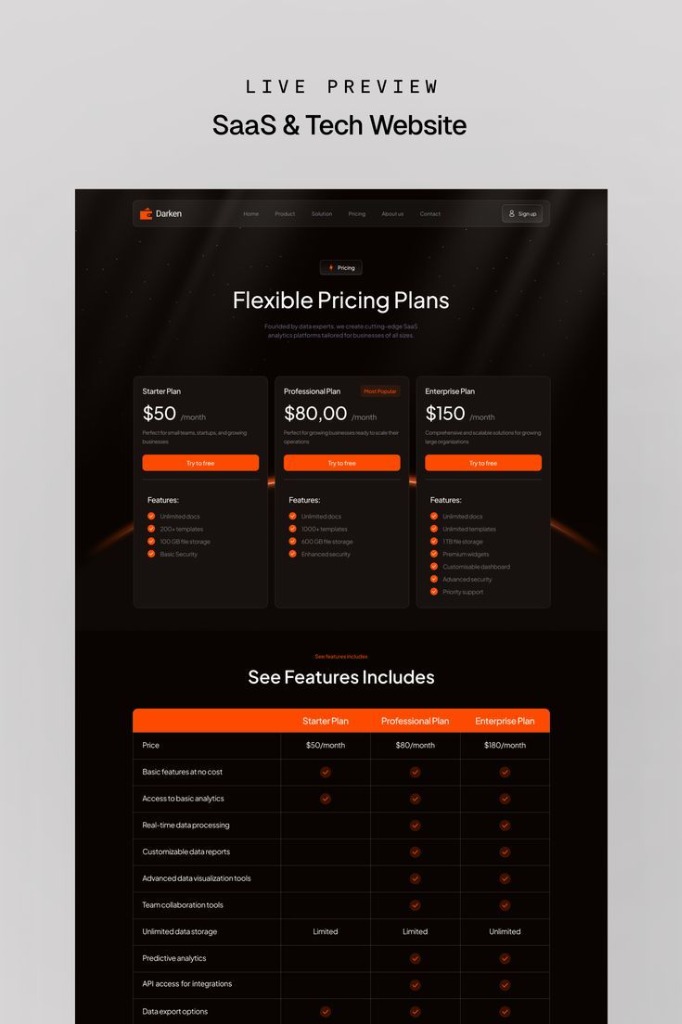 LIVE PREVIEW
SaaS & Tech Website
Darken
Home Product Solution Pricing About us Contact
Sign up
Pricing
Flexible Pricing Plans
Founded by data experts, we create cutting-edge SaaS
analytics platforms tailored for businesses of all sizes.
Starter Plan
$50 /month
Perfect for small teams, startups, and growing
businesses
Try to free
Features:
Unlimited docs
200+ templates
100 GB file storage
Basic Security
Professional Plan Most Popular
$80,00 /month
Perfect for growing businesses ready to scale their
operations
Try to free
Features:
Unlimited docs
1000+ templates
600 GB file storage
Enhanced security
Enterprise Plan
$150 /month
Comprehensive and scalable solutions for growing
large organizations
Try to free
Features:
Unlimited docs
Unlimited templates
1 TB file storage
Premium widgets
Customisable dashboard
Advanced security
Priority support
See features includes
See Features Includes
Starter Plan Professional Plan Enterprise Plan
Price $50/month $80/month $180/month
Basic features at no cost
Access to basic analytics
Real-time data processing
Customizable data reports
Advanced data visualization tools
Team collaboration tools
Unlimited data storage Limited Limited Unlimited
Predictive analytics
API access for integrations
Data export options